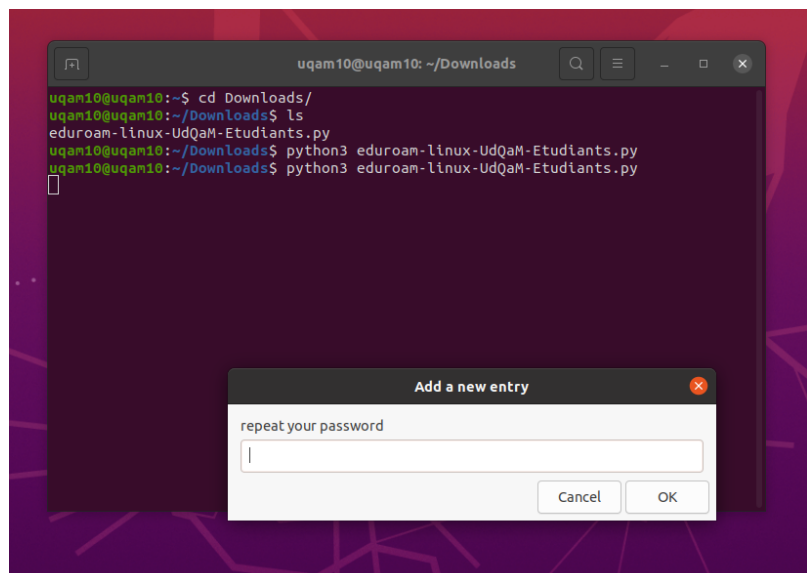 uqam10@uqam10: ~/Downloads
uqam10@uqam10:~$ cd Downloads/
uqam10@uqam10:~/Downloads$ ls
eduroam-linux-UdQaM-Etudiants.py
uqam10@uqam10:~/Downloads$ python3 eduroam-linux-UdQaM-Etudiants.py
uqam10@uqam10:~/Downloads$ python3 eduroam-linux-UdQaM-Etudiants.py
Add a new entry
repeat your password
Cancel OK